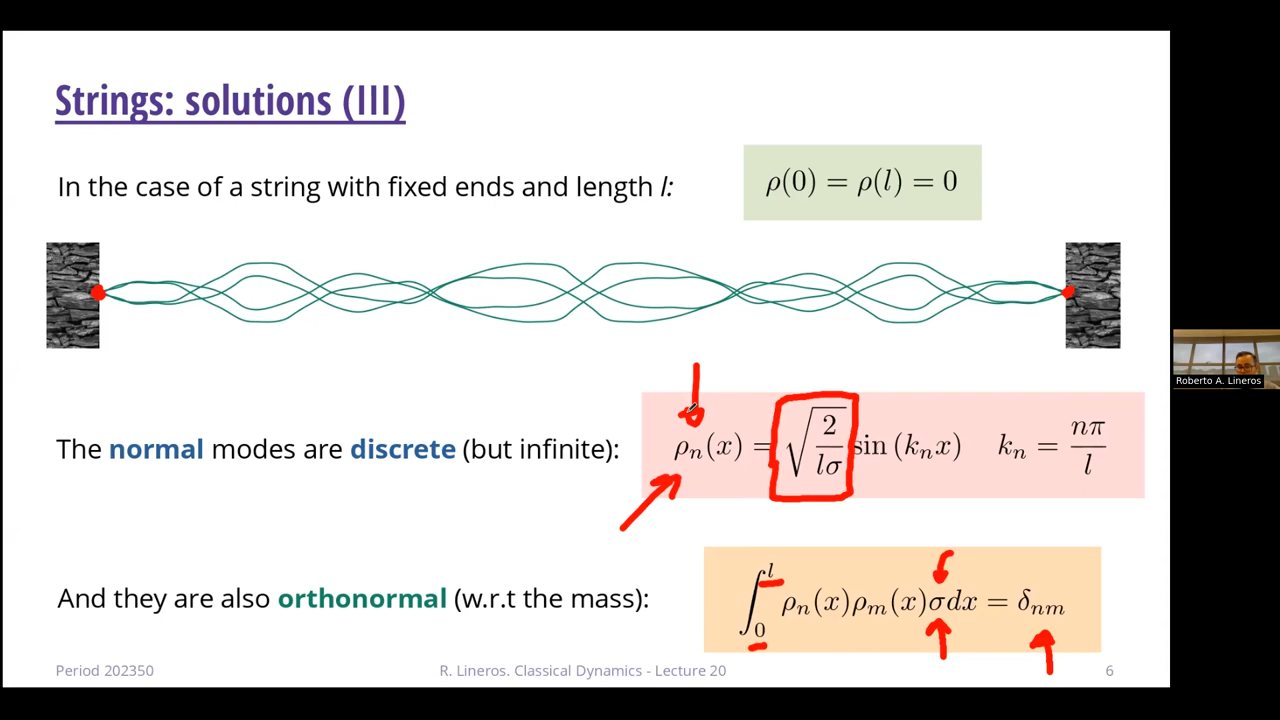 Strings: solutions (III)
In the case of a string with fixed ends and length l:
ρ(0) = ρ(l) = 0
Roberto A. Lineros
The normal modes are discrete (but infinite):
ρₙ(x) = √(2/lσ) sin (kₙx) kₙ = nπ/l
And they are also orthonormal (w.r.t the mass):
∫₀ˡ ρₙ(x)ρₘ(x)σdx = δₙₘ
Period 202350
R. Lineros. Classical Dynamics - Lecture 20
6